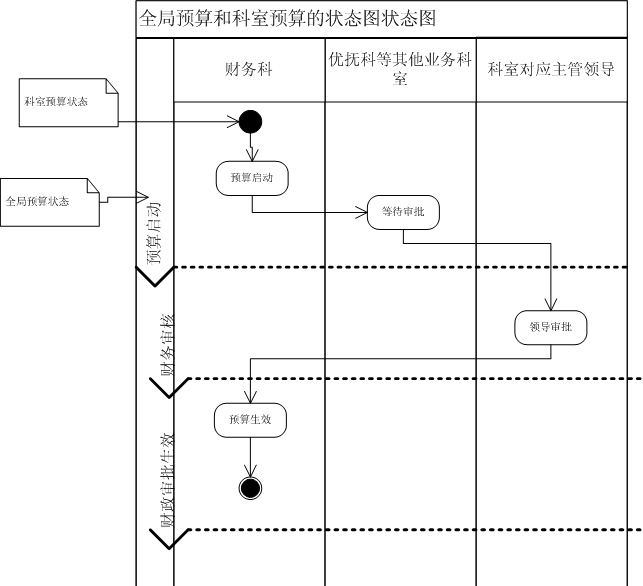 全局预算和科室预算的状态图状态图
财务科
优抚科等其他业务科
室
科室对应主管领导
科室预算状态
全局预算状态
预算启动
预算启动
等待审批
财务审核
领导审批
财政审批生效
预算生效